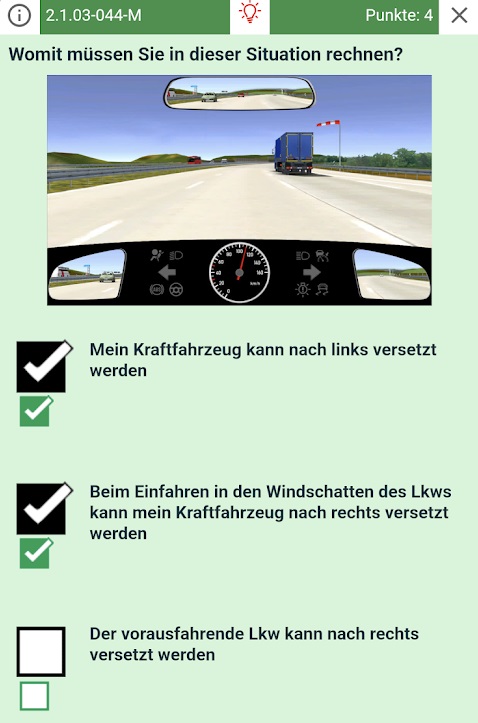 2.1.03-044-M
Punkte: 4
Womit müssen Sie in dieser Situation rechnen?
Mein Kraftfahrzeug kann nach links versetzt
werden
Beim Einfahren in den Windschatten des Lkws
kann mein Kraftfahrzeug nach rechts versetzt
werden
Der vorausfahrende Lkw kann nach rechts
versetzt werden